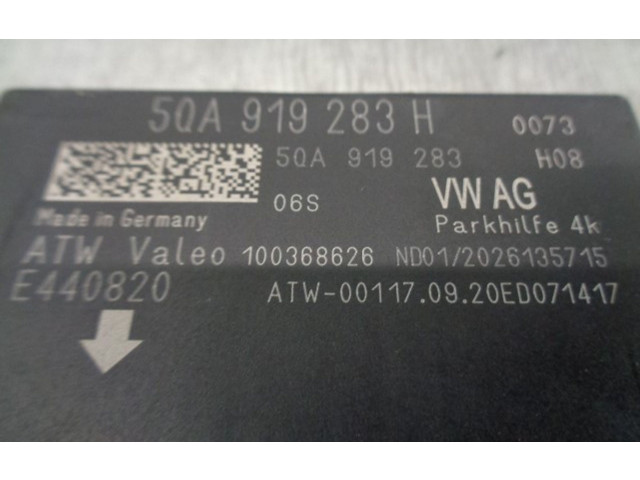 5QA 919 283 H 0073
5QA 919 283 H08
06S VW AG
Made in Germany Parkhilfe 4k
ATW Valeo 100368626 ND01/2026135715
E440820 ATW-00117.09.20ED071417